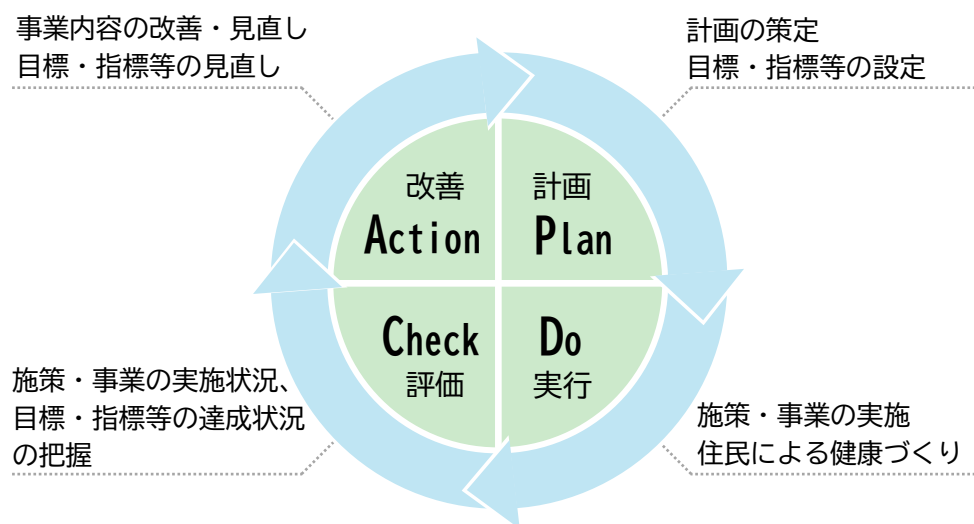 事業内容の改善・見直し
目標・指標等の見直し
計画の策定
目標・指標等の設定
改善
Action
計画
Plan
Check
評価
Do
実行
施策・事業の実施状況、
目標・指標等の達成状況
の把握
施策・事業の実施
住民による健康づくり